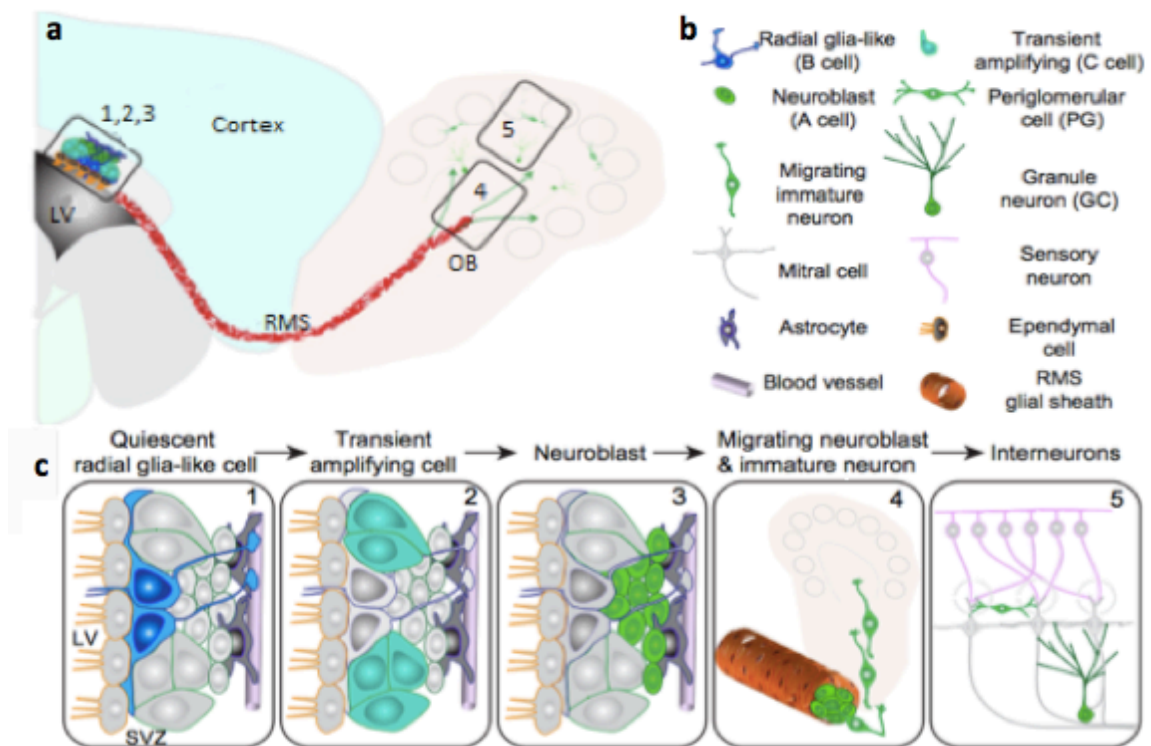 a
1,2,3
Cortex
LV
RMS
OB
4
5
b
Radial glia-like
(B cell)
Transient
amplifying (C cell)
Neuroblast
(A cell)
Periglomerular
cell (PG)
Migrating
immature
neuron
Granule
neuron (GC)
Mitral cell
Sensory
neuron
Astrocyte
Ependymal
cell
Blood vessel
RMS
glial sheath
c
Quiescent
radial glia-like cell
Transient
amplifying cell
Neuroblast
Migrating neuroblast
& immature neuron
Interneurons
1
LV
SVZ
2
3
4
5